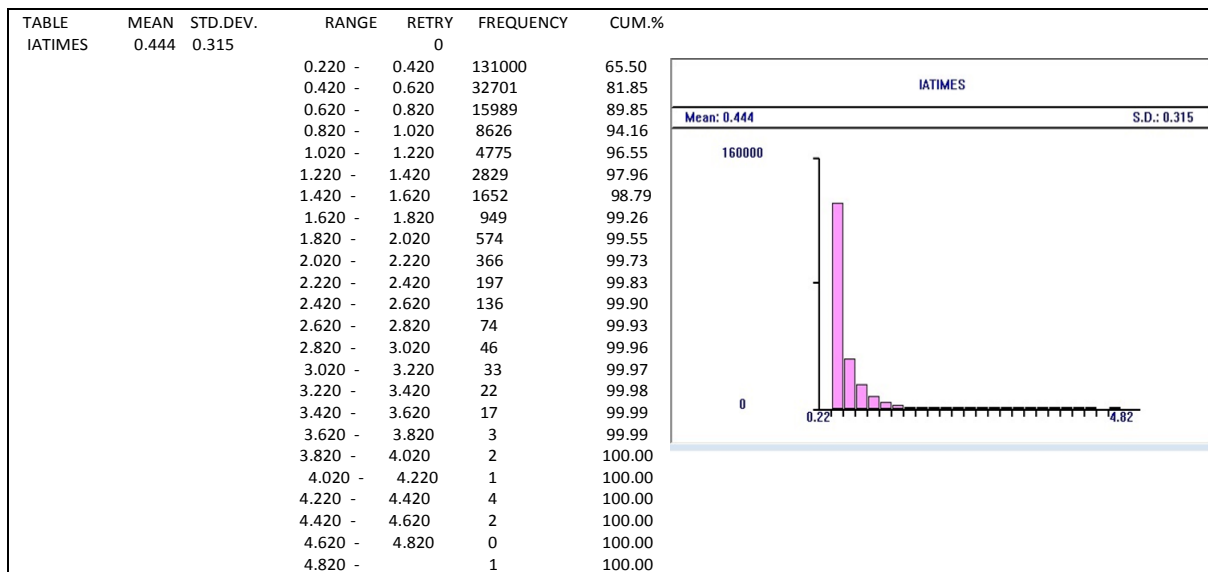 TABLE MEAN STD.DEV. RANGE RETRY FREQUENCY CUM.%
IATIMES 0.444 0.315 0
0.220 - 0.420 131000 65.50
0.420 - 0.620 32701 81.85
0.620 - 0.820 15989 89.85
0.820 - 1.020 8626 94.16
1.020 - 1.220 4775 96.55
1.220 - 1.420 2829 97.96
1.420 - 1.620 1652 98.79
1.620 - 1.820 949 99.26
1.820 - 2.020 574 99.55
2.020 - 2.220 366 99.73
2.220 - 2.420 197 99.83
2.420 - 2.620 136 99.90
2.620 - 2.820 74 99.93
2.820 - 3.020 46 99.96
3.020 - 3.220 33 99.97
3.220 - 3.420 22 99.98
3.420 - 3.620 17 99.99
3.620 - 3.820 3 99.99
3.820 - 4.020 2 100.00
4.020 - 4.220 1 100.00
4.220 - 4.420 4 100.00
4.420 - 4.620 2 100.00
4.620 - 4.820 0 100.00
4.820 - 1 100.00
IATIMES
Mean: 0.444 S.D.: 0.315
160000
0
0.22 4.82